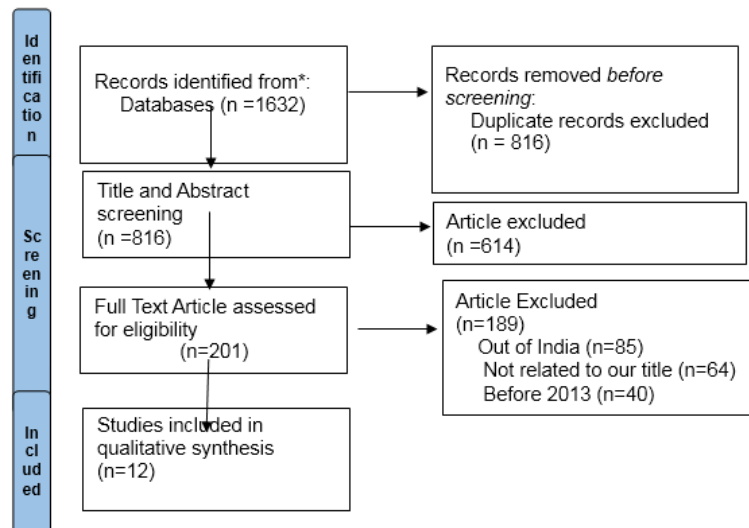 Id
en
tifi
ca
tio
n
Records identified from*:
Databases (n =1632)
Records removed before
screening:
Duplicate records excluded
(n = 816)
Sc
re
en
in
g
Title and Abstract
screening
(n =816)
Article excluded
(n =614)
Full Text Article assessed
for eligibility
(n=201)
Article Excluded
(n=189)
Out of India (n=85)
Not related to our title (n=64)
Before 2013 (n=40)
In
cl
ud
ed
Studies included in
qualitative synthesis
(n=12)